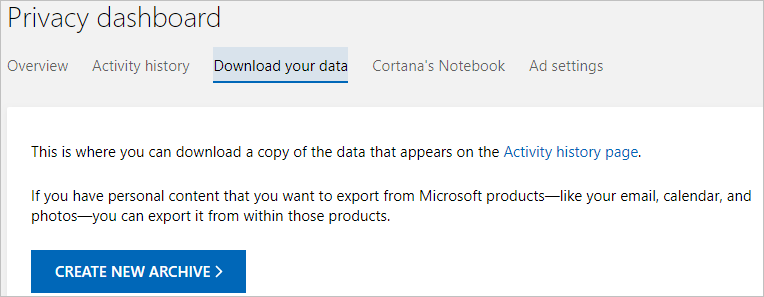 Privacy dashboard
Overview Activity history Download your data Cortana's Notebook Ad settings
This is where you can download a copy of the data that appears on the Activity history page.
If you have personal content that you want to export from Microsoft products—like your email, calendar, and
photos—you can export it from within those products.
CREATE NEW ARCHIVE >